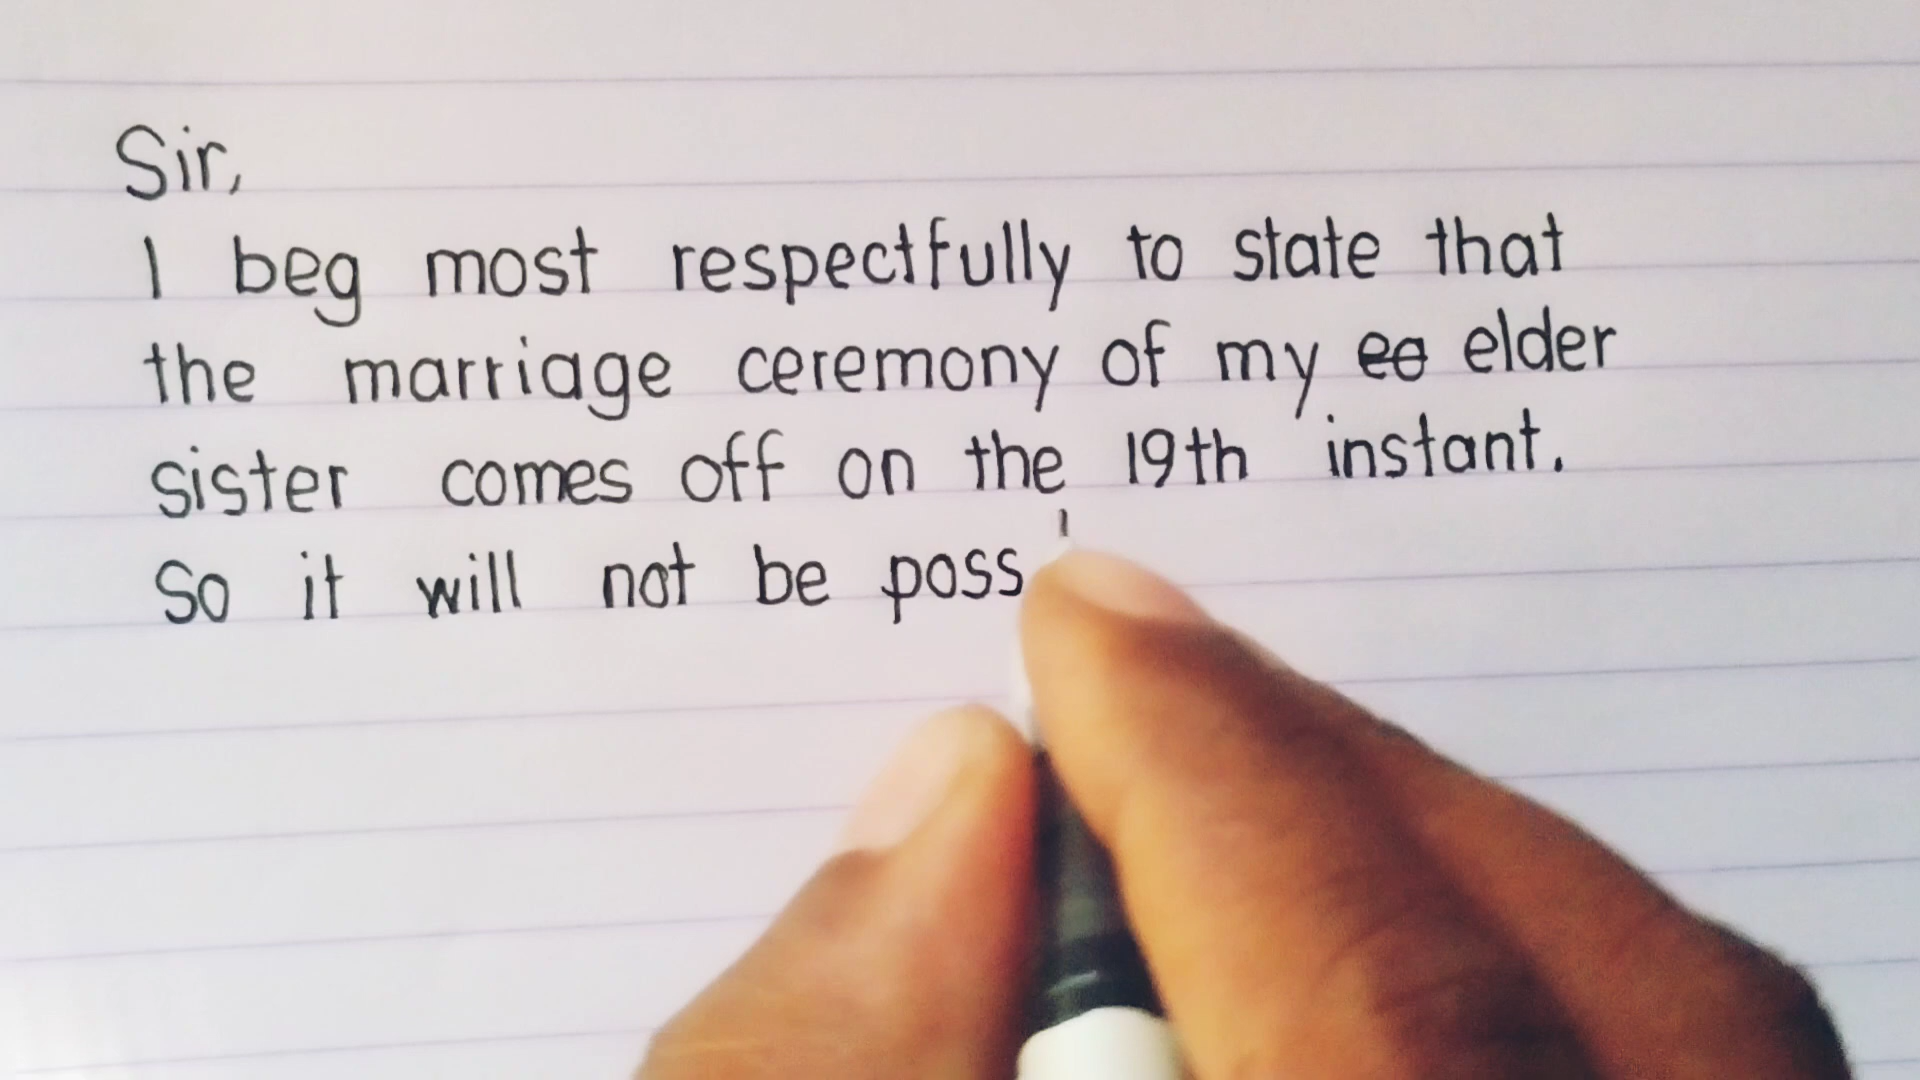 Sir,
I beg most respectfully to state that
the marriage ceremony of my ee elder
sister comes off on the 19th instant.
So it will not be poss